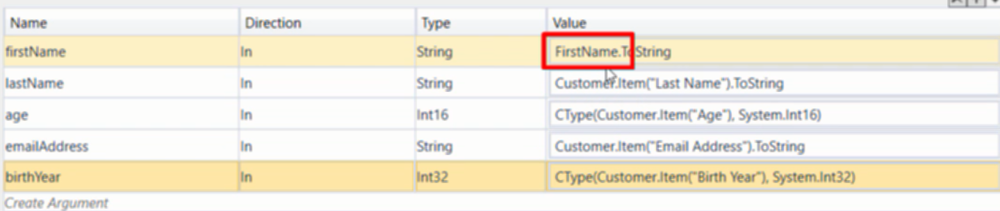 Name Direction Type Value
firstName In String FirstName.ToString
lastName In String Customer.Item("Last Name").ToString
age In Int16 CType(Customer.Item("Age"), System.Int16)
emailAddress In String Customer.Item("Email Address").ToString
birthYear In Int32 CType(Customer.Item("Birth Year"), System.Int32)
Create Argument